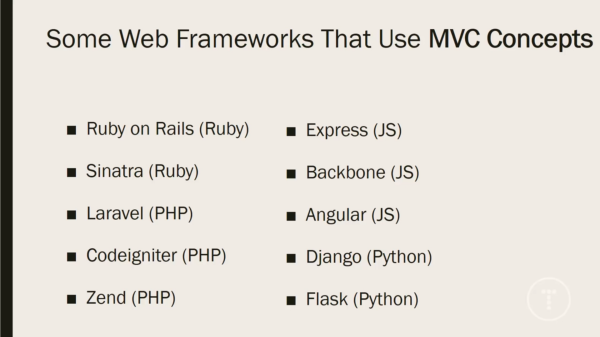 Some Web Frameworks That Use MVC Concepts
■ Ruby on Rails (Ruby)
■ Sinatra (Ruby)
■ Laravel (PHP)
■ Codeigniter (PHP)
■ Zend (PHP)
■ Express (JS)
■ Backbone (JS)
■ Angular (JS)
■ Django (Python)
■ Flask (Python)
T